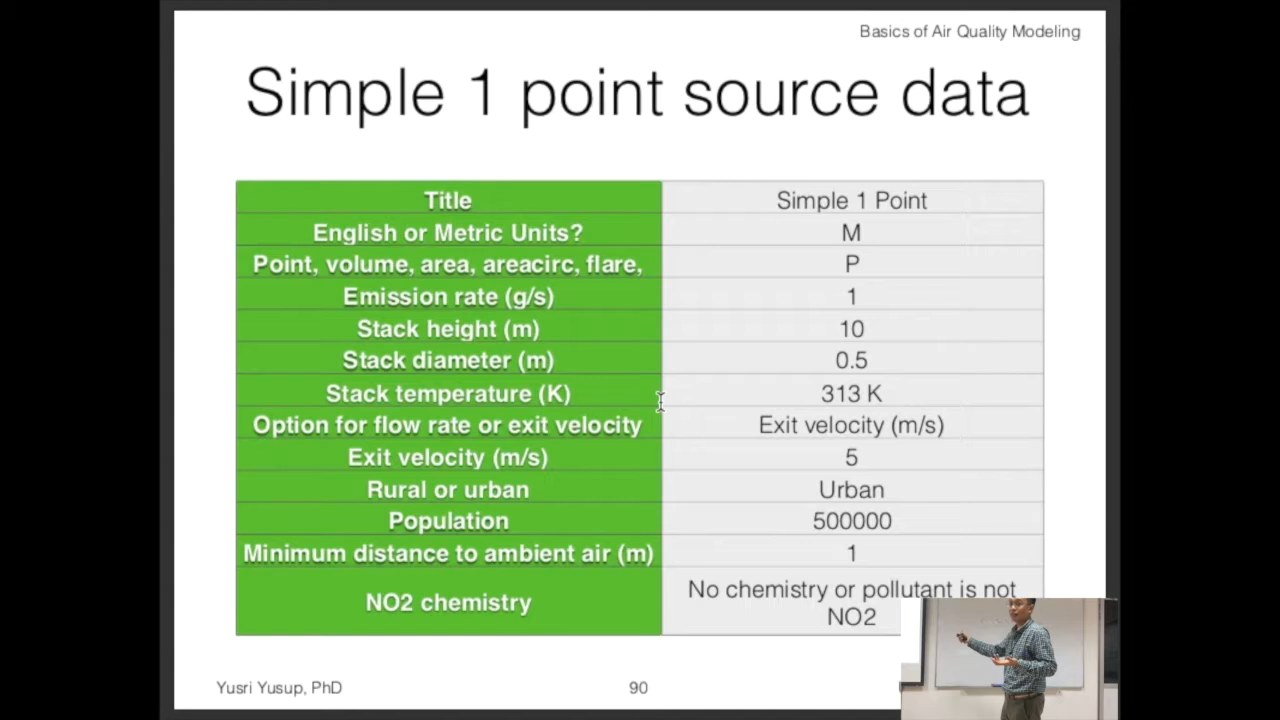 Basics of Air Quality Modeling
Simple 1 point source data
Title Simple 1 Point
English or Metric Units? M
Point, volume, area, areacirc, flare, P
Emission rate (g/s) 1
Stack height (m) 10
Stack diameter (m) 0.5
Stack temperature (K) 313 K
Option for flow rate or exit velocity Exit velocity (m/s)
Exit velocity (m/s) 5
Rural or urban Urban
Population 500000
Minimum distance to ambient air (m) 1
NO2 chemistry No chemistry or pollutant is not
NO2
Yusri Yusup, PhD 90